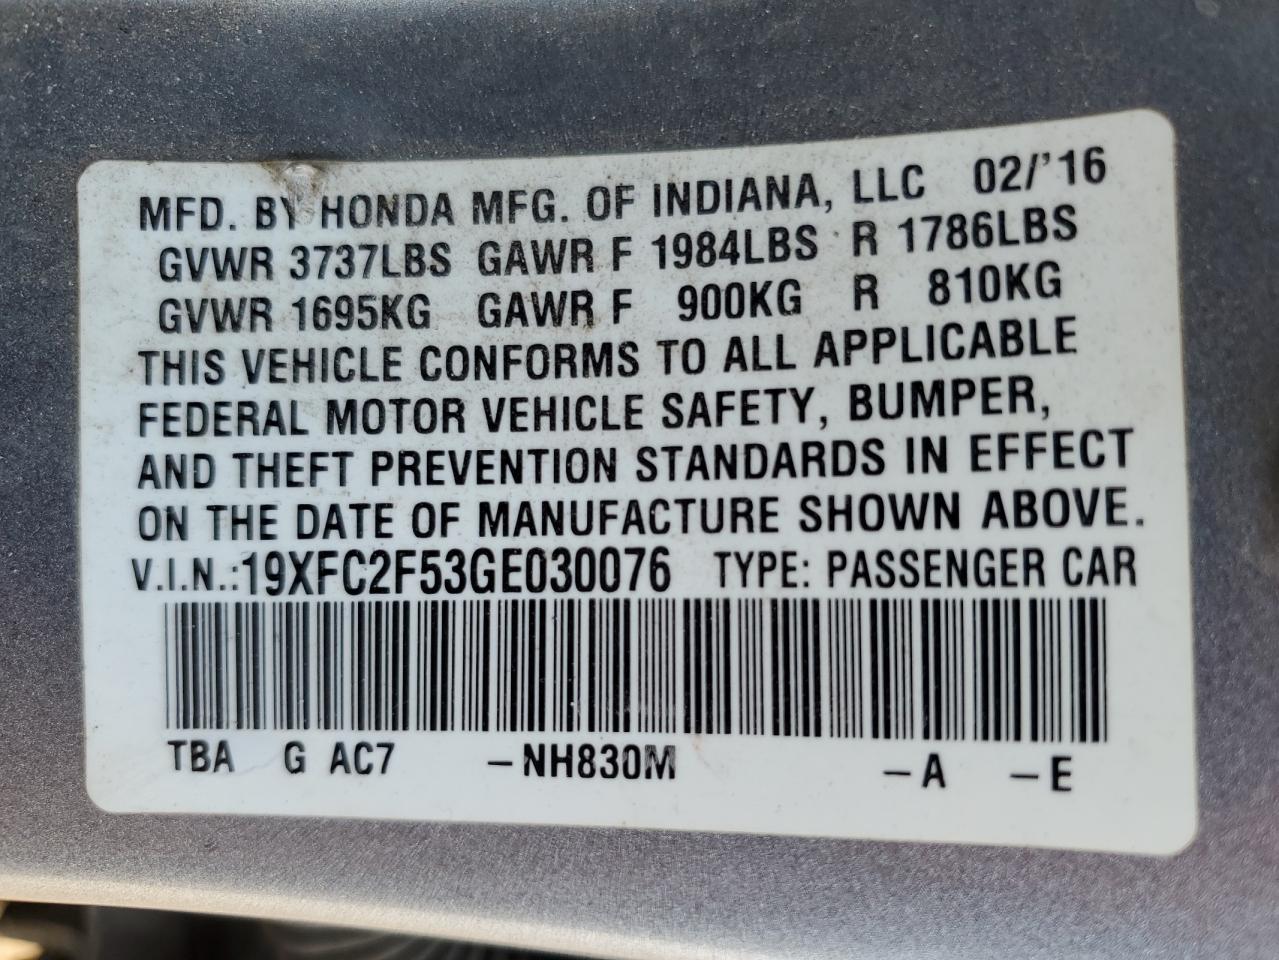 MFD. BY HONDA MFG. OF INDIANA, LLC 02/'16
GVWR 3737LBS GAWR F 1984LBS R 1786LBS
GVWR 1695KG GAWR F 900KG R 810KG
THIS VEHICLE CONFORMS TO ALL APPLICABLE
FEDERAL MOTOR VEHICLE SAFETY, BUMPER,
AND THEFT PREVENTION STANDARDS IN EFFECT
ON THE DATE OF MANUFACTURE SHOWN ABOVE.
V.I.N.:19XFC2F53GE030076 TYPE: PASSENGER CAR
TBA G AC7 –NH830M –A –E